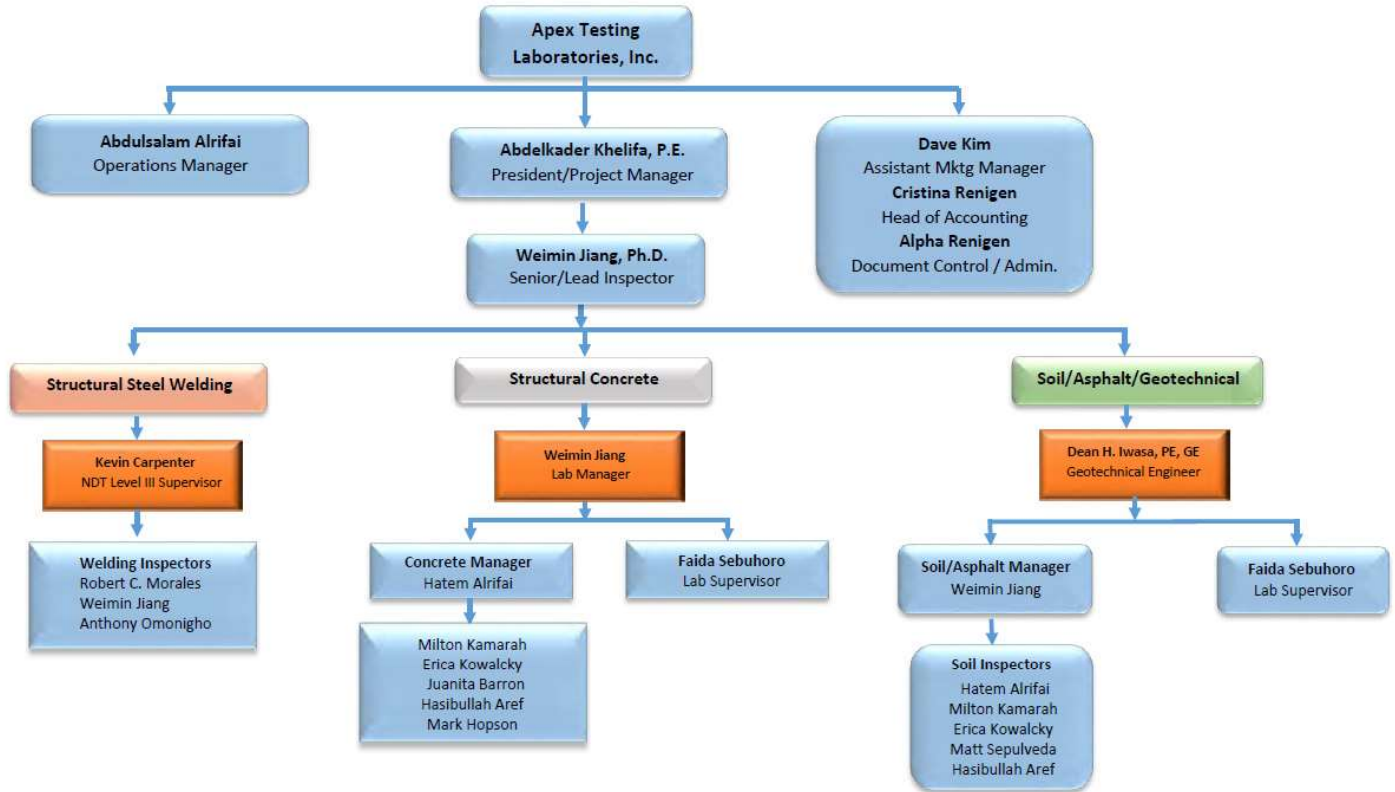 Apex Testing
Laboratories, Inc.
Abdulsalam Alrifai
Operations Manager
Abdelkader Khelifa, P.E.
President/Project Manager
Dave Kim
Assistant Mktg Manager
Cristina Renigen
Head of Accounting
Alpha Renigen
Document Control / Admin.
Weimin Jiang, Ph.D.
Senior/Lead Inspector
Structural Steel Welding
Structural Concrete
Soil/Asphalt/Geotechnical
Kevin Carpenter
NDT Level III Supervisor
Weimin Jiang
Lab Manager
Dean H. Iwasa, PE, GE
Geotechnical Engineer
Welding Inspectors
Robert C. Morales
Weimin Jiang
Anthony Omonigho
Concrete Manager
Hatem Alrifai
Faida Sebuhoro
Lab Supervisor
Soil/Asphalt Manager
Weimin Jiang
Faida Sebuhoro
Lab Supervisor
Milton Kamarah
Erica Kowalcky
Juanita Barron
Hasibullah Aref
Mark Hopson
Soil Inspectors
Hatem Alrifai
Milton Kamarah
Erica Kowalcky
Matt Sepulveda
Hasibullah Aref